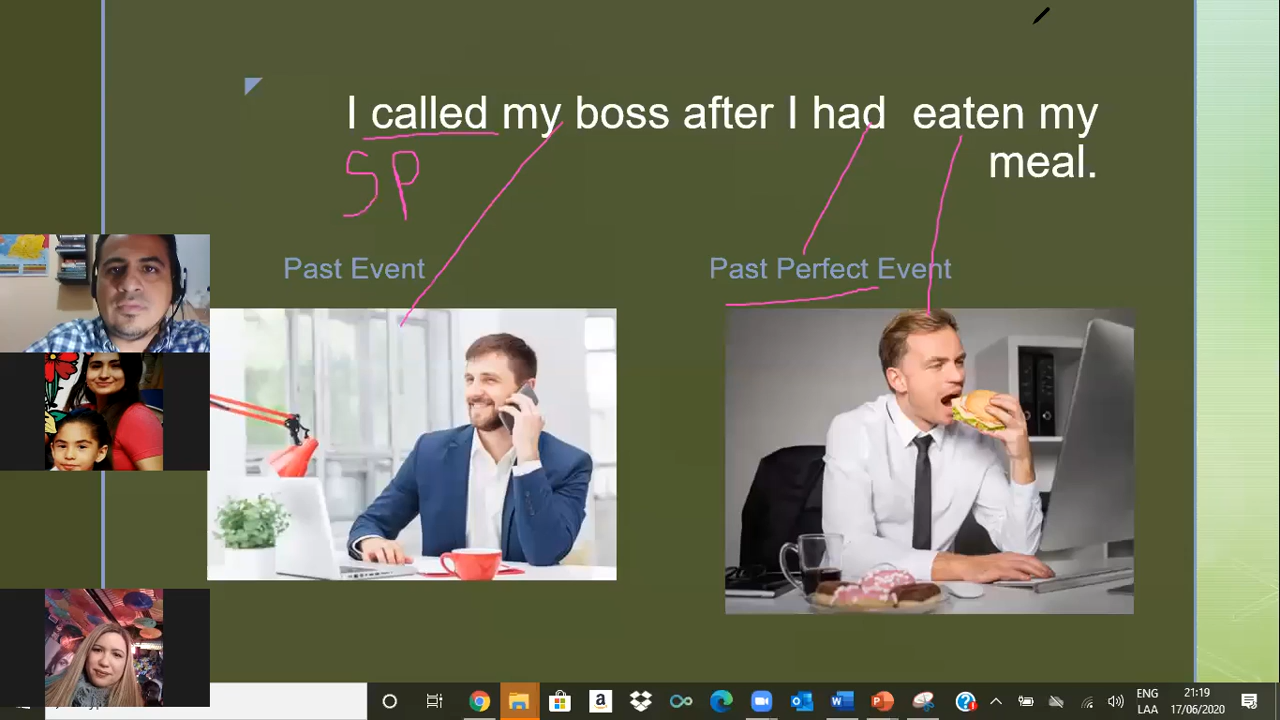 I called my boss after I had eaten my
meal.
SP
Past Event
Past Perfect Event
ENG
LAA
21:19
17/06/2020